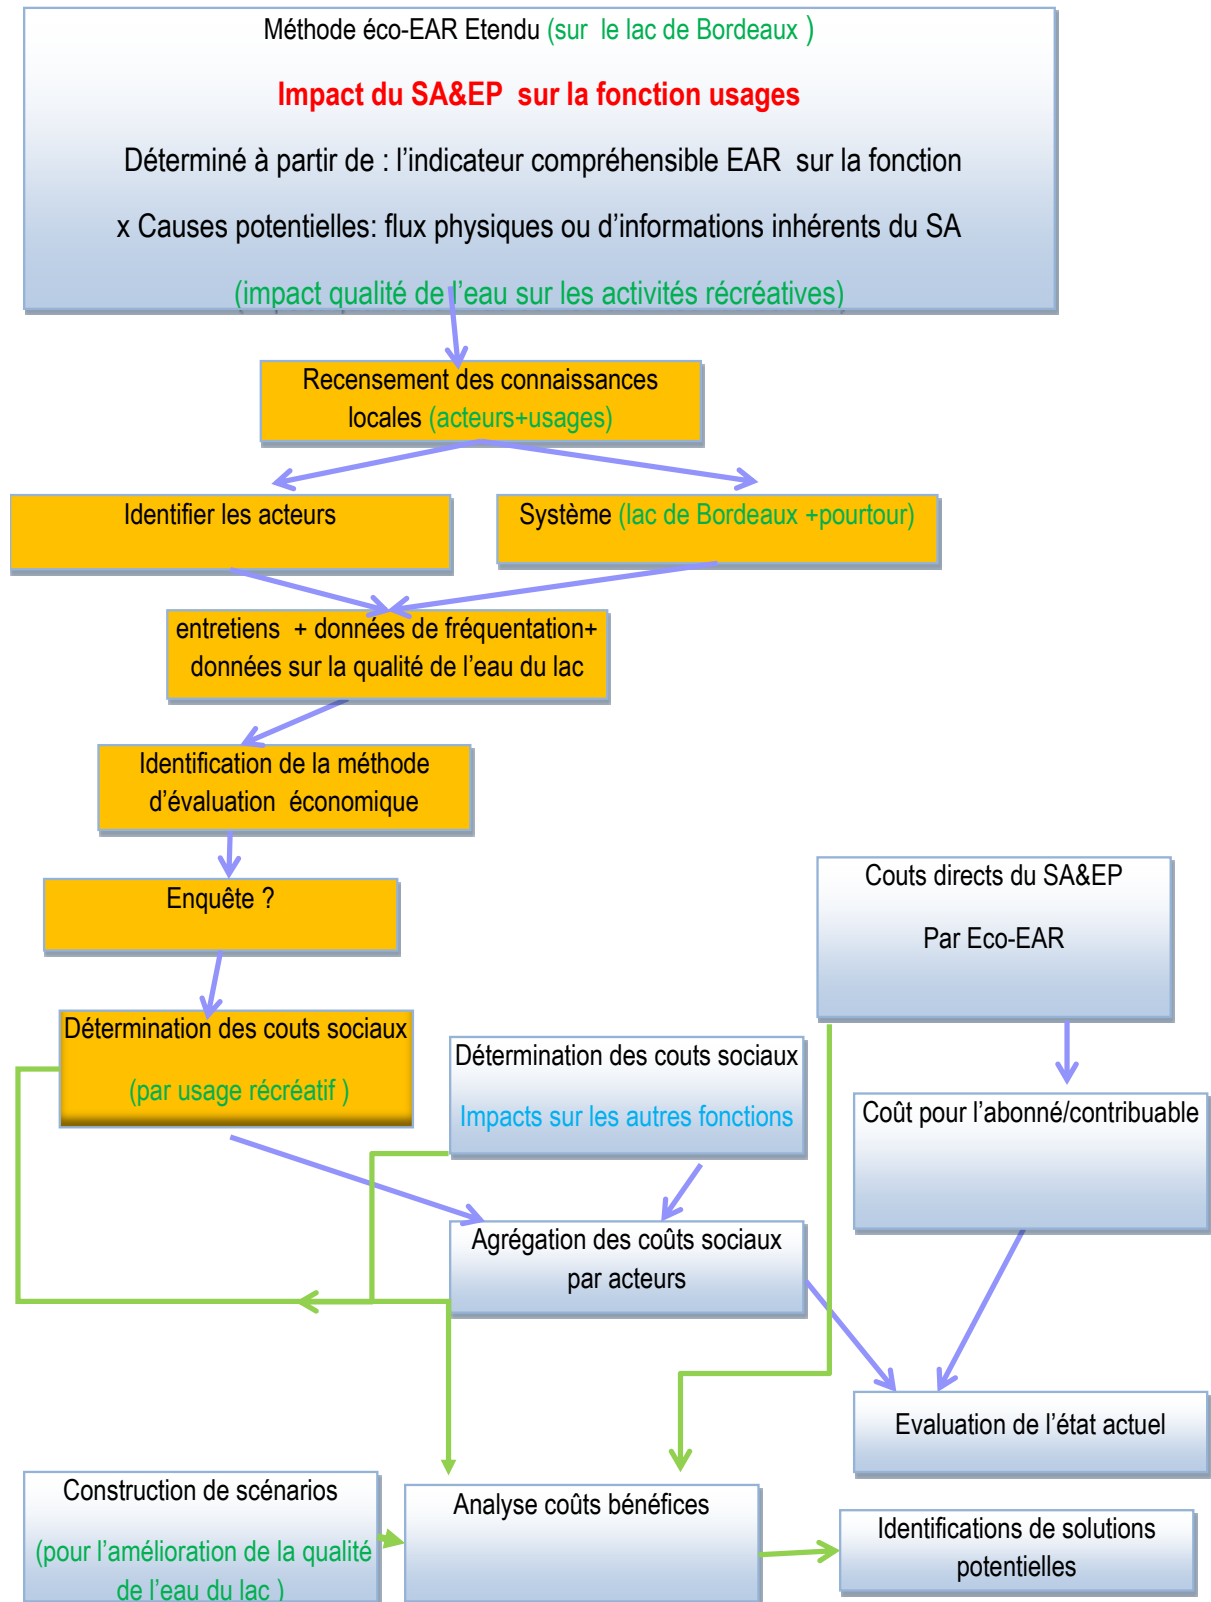 Méthode éco-EAR Etendu (sur le lac de Bordeaux )
Impact du SA&EP sur la fonction usages
Déterminé à partir de : l'indicateur compréhensible EAR sur la fonction
x Causes potentielles: flux physiques ou d'informations inhérents du SA
(impact qualité de l'eau sur les activités récréatives)
Recensement des connaissances
locales (acteurs+usages)
Identifier les acteurs
Système (lac de Bordeaux +pourtour)
entretiens + données de fréquentation+
données sur la qualité de l'eau du lac
Identification de la méthode
d'évaluation économique
Enquête ?
Couts directs du SA&EP
Par Eco-EAR
Détermination des couts sociaux
(par usage récréatif )
Détermination des couts sociaux
Impacts sur les autres fonctions
Coût pour l'abonné/contribuable
Agrégation des coûts sociaux
par acteurs
Evaluation de l'état actuel
Construction de scénarios
(pour l'amélioration de la qualité
de l'eau du lac )
Analyse coûts bénéfices
Identifications de solutions
potentielles